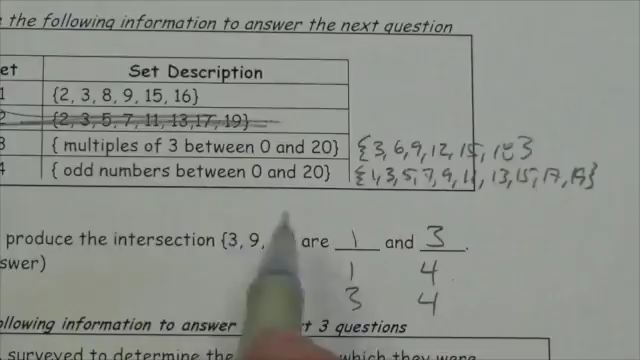 the following information to answer the next question
et Set Description
1 {2, 3, 8, 9, 15, 16}
2 {2, 3, 5, 7, 11, 13, 17, 19}
3 { multiples of 3 between 0 and 20} {3, 6, 9, 12, 15, 18}
4 { odd numbers between 0 and 20} {1, 3, 5, 7, 9, 11, 13, 15, 17, 19}
produce the intersection {3, 9, are 1 and 3.
swer) 1 4
3 4
ollowing information to answer 3 questions
surveyed to determine the which they were